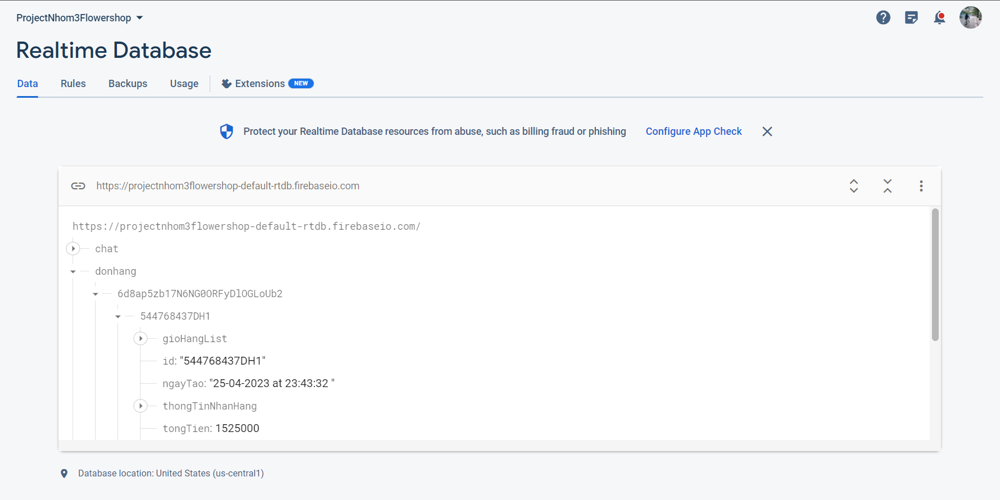 ProjectNhom3Flowershop
Realtime Database
Data Rules Backups Usage Extensions NEW
Protect your Realtime Database resources from abuse, such as billing fraud or phishing Configure App Check
https://projectnhom3flowershop-default-rtdb.firebaseio.com
https://projectnhom3flowershop-default-rtdb.firebaseio.com/
chat
donhang
6d8ap5zb17N6NG0ORFyDlOGLoUb2
544768437DH1
gioHangList
id: "544768437DH1"
ngayTao: "25-04-2023 at 23:43:32 "
thongTinNhanHang
tongTien: 1525000
Database location: United States (us-central1)